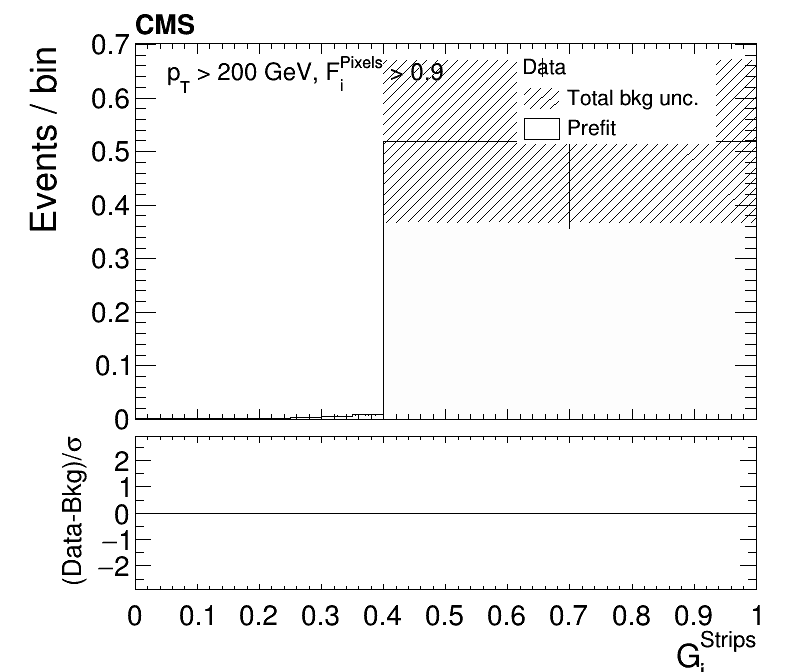 CMS
Events / bin
0.7
0.6
0.5
0.4
0.3
0.2
0.1
0
p_T > 200 GeV, F_i^Pixels > 0.9
Data
Total bkg unc.
Prefit
(Data-Bkg)/σ
2
1
0
−1
−2
0 0.1 0.2 0.3 0.4 0.5 0.6 0.7 0.8 0.9 1
G_i^Strips